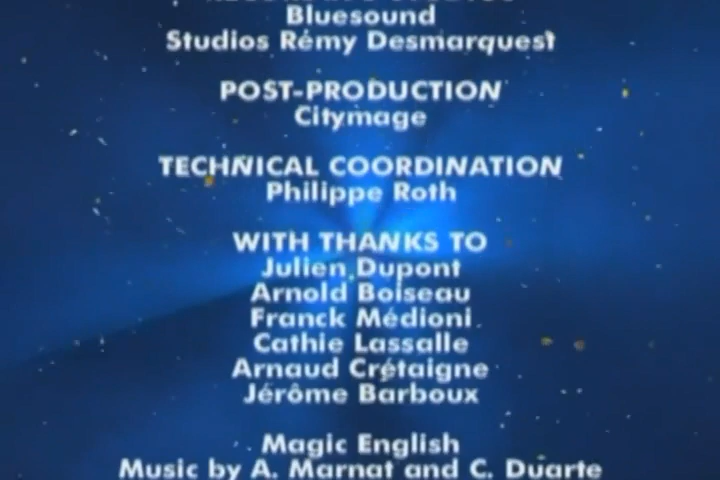 Bluesound
Studios Rémy Desmarquest
POST-PRODUCTION
Citymage
TECHNICAL COORDINATION
Philippe Roth
WITH THANKS TO
Julien Dupont
Arnold Boiseau
Franck Médioni
Cathie Lassalle
Arnaud Crétaigne
Jérôme Barboux
Magic English
Music by A. Marnat and C. Duarte